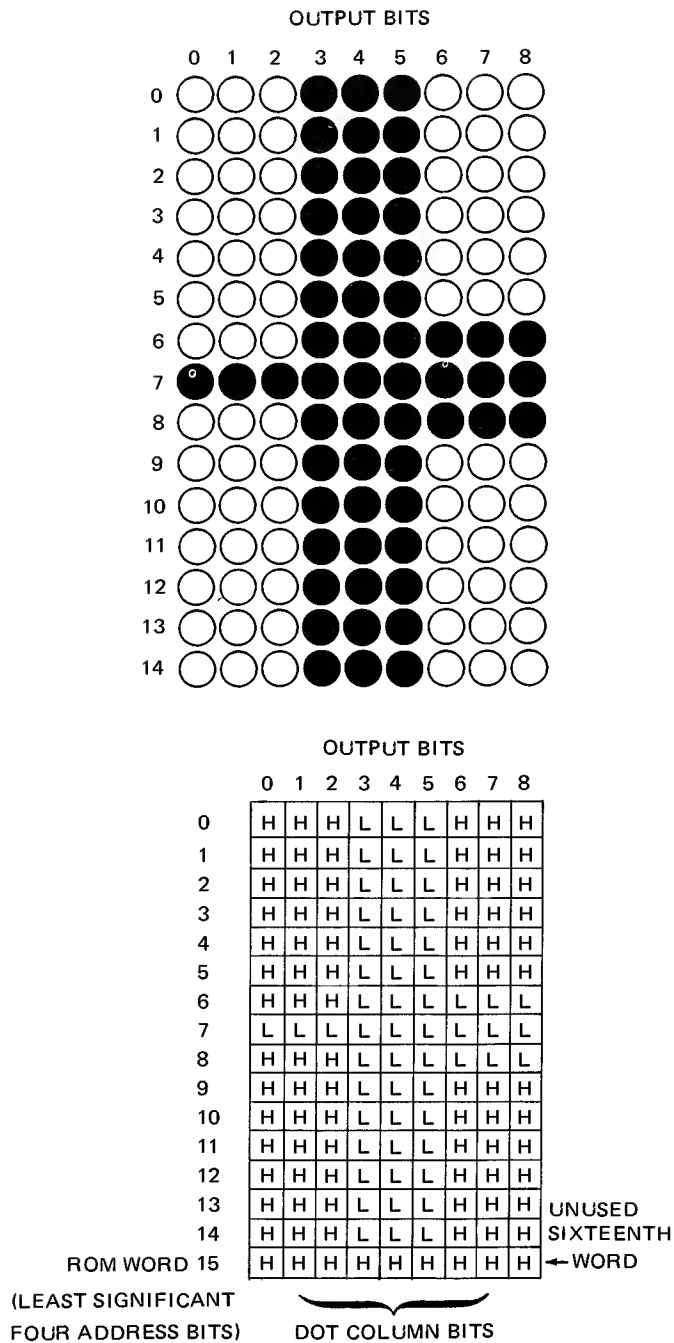 OUTPUT BITS
0 1 2 3 4 5 6 7 8
0
1
2
3
4
5
6
7
8
9
10
11
12
13
14
OUTPUT BITS
0 1 2 3 4 5 6 7 8
0 H H H L L L H H H
1 H H H L L L H H H
2 H H H L L L H H H
3 H H H L L L H H H
4 H H H L L L H H H
5 H H H L L L H H H
6 H H H L L L L L L
7 L L L L L L L L L
8 H H H L L L L L L
9 H H H L L L H H H
10 H H H L L L H H H
11 H H H L L L H H H
12 H H H L L L H H H
13 H H H L L L H H H UNUSED
14 H H H L L L H H H SIXTEENTH
ROM WORD 15 H H H H H H H H H ←WORD
(LEAST SIGNIFICANT
FOUR ADDRESS BITS) DOT COLUMN BITS